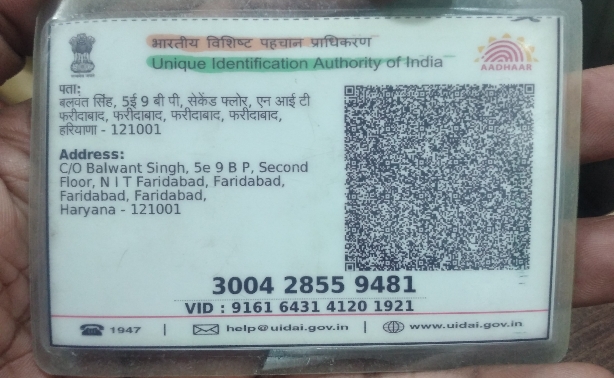 भारतीय विशिष्ट पहचान प्राधिकरण
Unique Identification Authority of India
AADHAAR
पता:
बलवत सिंह, 5ई 9 बी पी, सेकेंड फ्लोर, एन आई टी
फरीदाबाद, फरीदाबाद, फरीदाबाद, फरीदाबाद,
हरियाणा - 121001
Address:
C/O Balwant Singh, 5e 9 B P, Second
Floor, N I T Faridabad, Faridabad,
Faridabad, Faridabad,
Haryana - 121001
3004 2855 9481
VID : 9161 6431 4120 1921
1947 | help@uidai.gov.in | www.uidai.gov.in